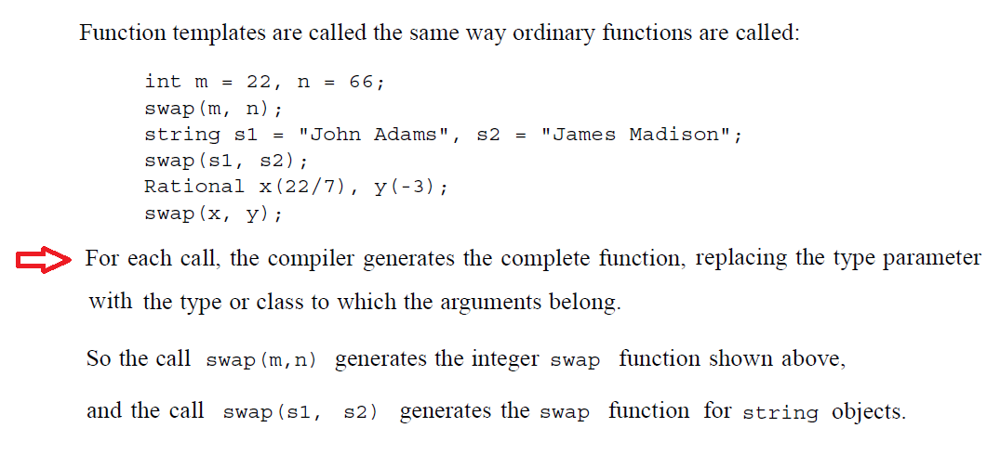 Function templates are called the same way ordinary functions are called:
int m = 22, n = 66;
swap(m, n);
string s1 = "John Adams", s2 = "James Madison";
swap(s1, s2);
Rational x(22/7), y(-3);
swap(x, y);
For each call, the compiler generates the complete function, replacing the type parameter
with the type or class to which the arguments belong.
So the call swap(m,n) generates the integer swap function shown above,
and the call swap(s1, s2) generates the swap function for string objects.